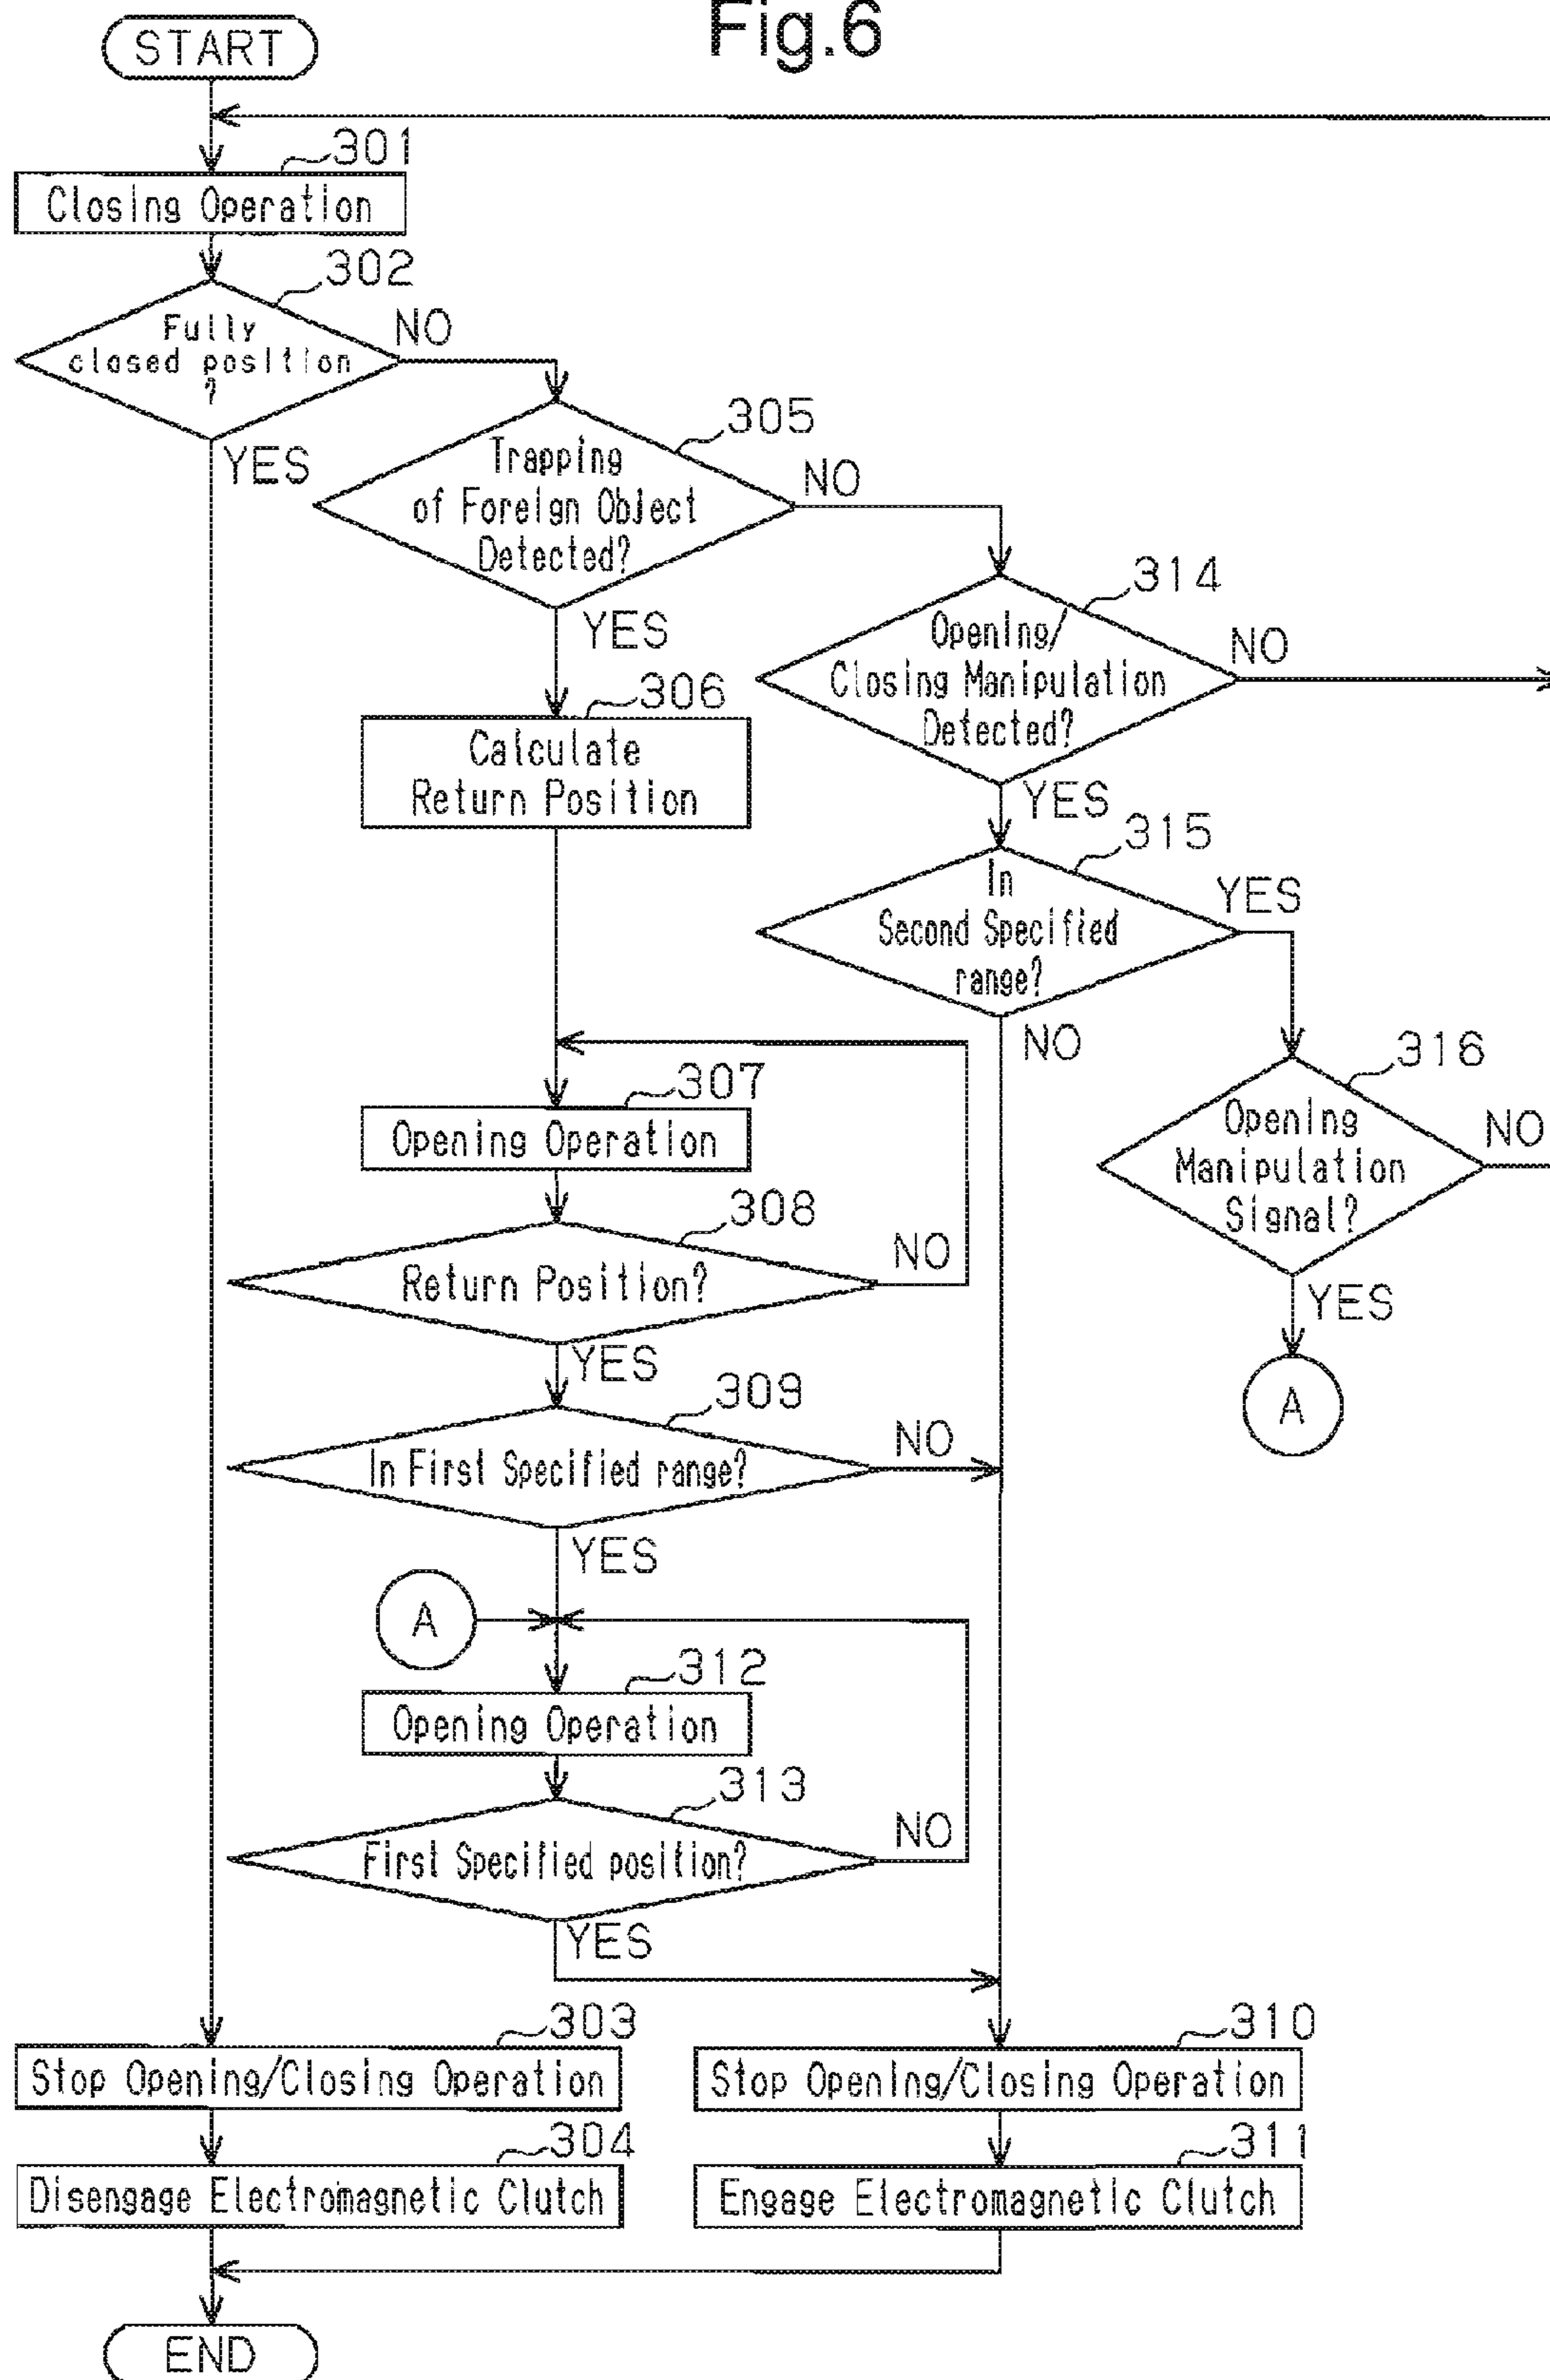 Fig.6
START
301
Closing Operation
302
Fully
closed position
?
NO
YES
305
Trapping
of Foreign Object
Detected?
NO
YES
314
Opening/
Closing Manipulation
Detected?
NO
YES
306
Calculate
Return Position
315
In
Second Specified
range?
YES
NO
316
Opening
Manipulation
Signal?
NO
YES
A
307
Opening Operation
308
Return Position?
NO
YES
309
In First Specified range?
NO
YES
A
312
Opening Operation
313
First Specified position?
NO
YES
303
Stop Opening/Closing Operation
304
Disengage Electromagnetic Clutch
310
Stop Opening/Closing Operation
311
Engage Electromagnetic Clutch
END